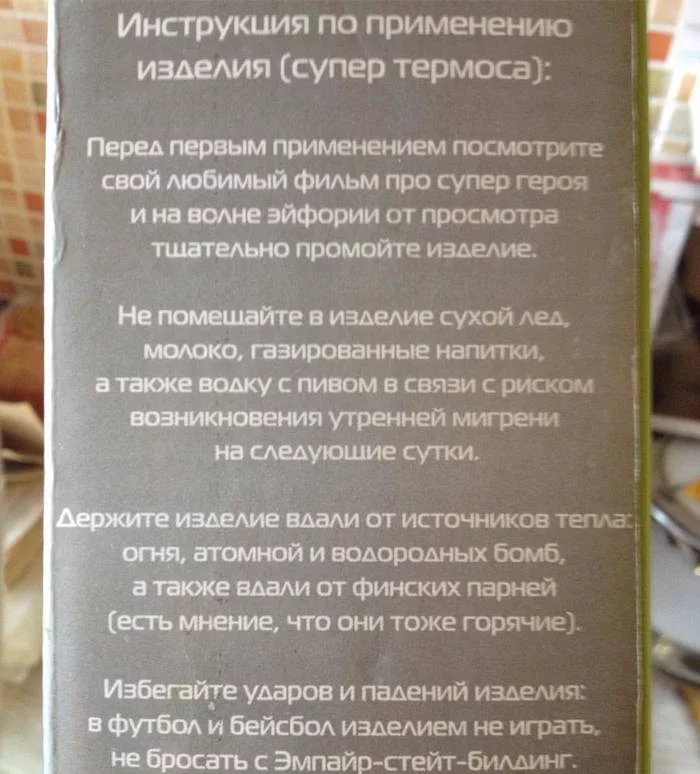 Инструкция по применению
изделия (супер термоса):
Перед первым применением посмотрите
свой любимый фильм про супер героя
и на волне эйфории от просмотра
тщательно промойте изделие.
Не помещайте в изделие сухой лед,
молоко, газированные напитки,
а также водку с пивом в связи с риском
возникновения утренней мигрени
на следующие сутки.
Держите изделие вдали от источников тепла:
огня, атомной и водородных бомб,
а также вдали от финских парней
(есть мнение, что они тоже горячие).
Избегайте ударов и падений изделия:
в футбол и бейсбол изделием не играть,
не бросать с Эмпайр-стейт-билдинг.